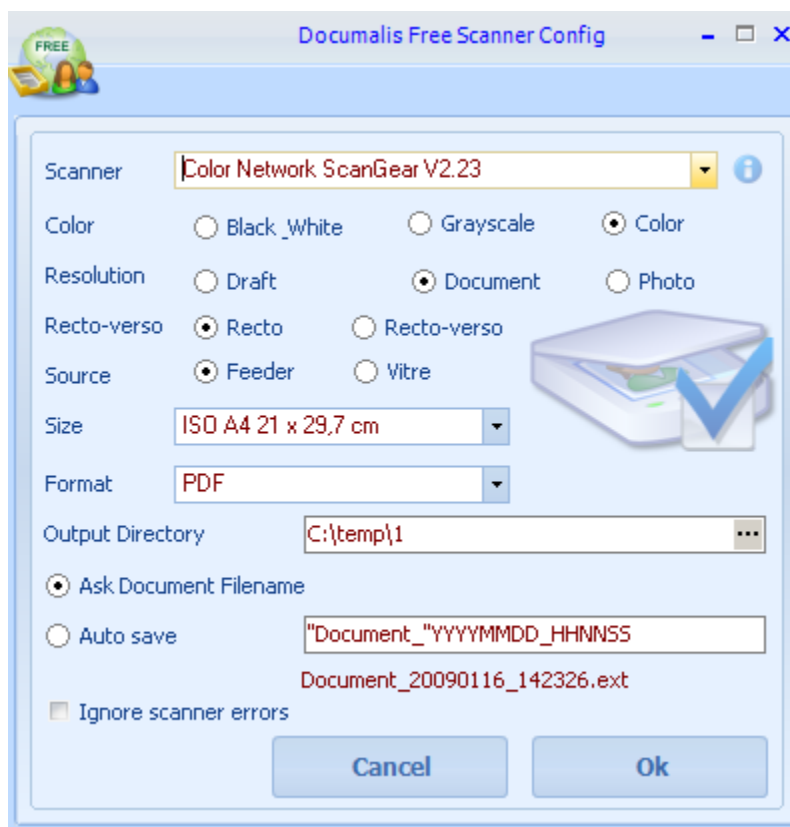 FREE
Documalis Free Scanner Config
Scanner Color Network ScanGear V2.23
Color Black_White Grayscale Color
Resolution Draft Document Photo
Recto-verso Recto Recto-verso
Source Feeder Vitre
Size ISO A4 21 x 29,7 cm
Format PDF
Output Directory C:\temp\1 ...
Ask Document Filename
Auto save "Document_"YYYYMMDD_HHNNSS
Document_20090116_142326.ext
Ignore scanner errors
Cancel Ok